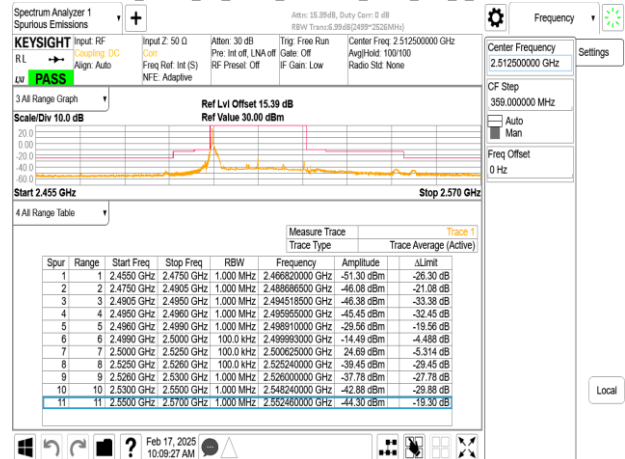 Spectrum Analyzer 1
Spurious Emissions
Attn: 15.39dB, Duty Corr: 0 dB
RBW Trans:6.99dB(2499~2526MHz)
Frequency
KEYSIGHT
RL
LXI
PASS
Input: RF
Coupling: DC
Align: Auto
Input Z: 50 Ω
Corr
Freq Ref: Int (S)
NFE: Adaptive
Atten: 30 dB
Pre: Int off, LNA off
RF Preset: Off
Trig: Free Run
Gate: Off
IF Gain: Low
Center Freq: 2.512500000 GHz
Avg|Hold: 100/100
Radio Std: None
Center Frequency
2.512500000 GHz
Settings
CF Step
359.000000 MHz
Auto
Man
Freq Offset
0 Hz
Local
3 All Range Graph
Scale/Div 10.0 dB
Ref Lvl Offset 15.39 dB
Ref Value 30.00 dBm
20.0
0.00
-20.0
-40.0
-60.0
Start 2.455 GHz
Stop 2.570 GHz
4 All Range Table
Measure Trace Trace 1
Trace Type Trace Average (Active)
Spur Range Start Freq Stop Freq RBW Frequency Amplitude ΔLimit
1 1 2.4550 GHz 2.4750 GHz 1.000 MHz 2.466820000 GHz -51.30 dBm -26.30 dB
2 2 2.4750 GHz 2.4905 GHz 1.000 MHz 2.488686500 GHz -46.08 dBm -21.08 dB
3 3 2.4905 GHz 2.4950 GHz 1.000 MHz 2.494518500 GHz -46.38 dBm -33.38 dB
4 4 2.4950 GHz 2.4960 GHz 1.000 MHz 2.495955000 GHz -45.45 dBm -32.45 dB
5 5 2.4960 GHz 2.4990 GHz 1.000 MHz 2.498910000 GHz -29.56 dBm -19.56 dB
6 6 2.4990 GHz 2.5000 GHz 100.0 kHz 2.499993000 GHz -14.49 dBm -4.488 dB
7 7 2.5000 GHz 2.5250 GHz 100.0 kHz 2.500625000 GHz 24.69 dBm -5.314 dB
8 8 2.5250 GHz 2.5260 GHz 100.0 kHz 2.525240000 GHz -39.45 dBm -29.45 dB
9 9 2.5260 GHz 2.5300 GHz 1.000 MHz 2.526000000 GHz -37.78 dBm -27.78 dB
10 10 2.5300 GHz 2.5500 GHz 1.000 MHz 2.548240000 GHz -42.88 dBm -29.88 dB
11 11 2.5500 GHz 2.5700 GHz 1.000 MHz 2.552460000 GHz -44.30 dBm -19.30 dB
Feb 17, 2025
10:09:27 AM